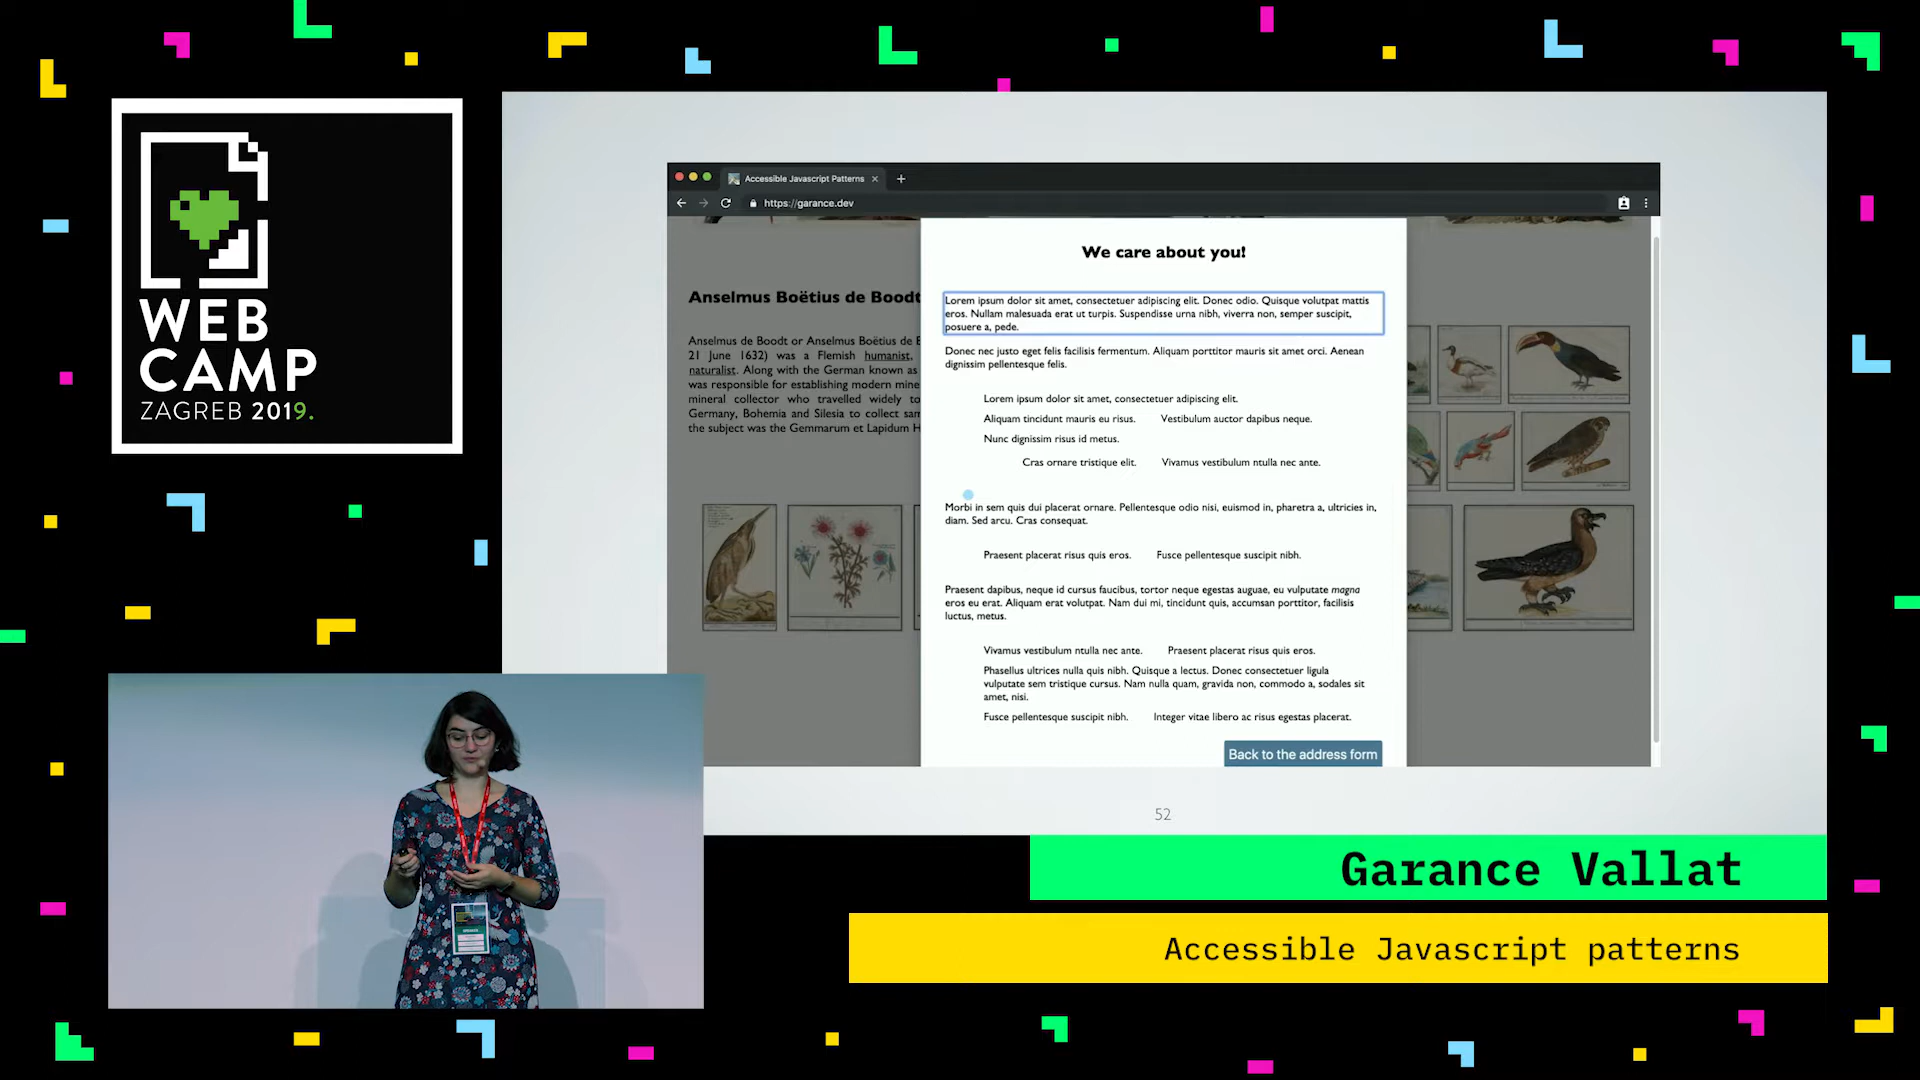 WEB
CAMP
ZAGREB 2019.
Accessible Javascript Patterns
https://garance.dev
We care about you!
Anselmus Boëtius de Boodt
Anselmus de Boodt or Anselmus Boëtius de B
21 June 1632) was a Flemish humanist,
naturalist. Along with the German known as
was responsible for establishing modern mine
mineral collector who travelled widely to
Germany, Bohemia and Silesia to collect sam
the subject was the Gemmarum et Lapidum H
Lorem ipsum dolor sit amet, consectetuer adipiscing elit. Donec odio. Quisque volutpat mattis
eros. Nullam malesuada erat ut turpis. Suspendisse urna nibh, viverra non, semper suscipit,
posuere a, pede.
Donec nec justo eget felis facilisis fermentum. Aliquam porttitor mauris sit amet orci. Aenean
dignissim pellentesque felis.
Lorem ipsum dolor sit amet, consectetuer adipiscing elit.
Aliquam tincidunt mauris eu risus. Vestibulum auctor dapibus neque.
Nunc dignissim risus id metus.
Cras ornare tristique elit. Vivamus vestibulum ntulla nec ante.
Morbi in sem quis dui placerat ornare. Pellentesque odio nisi, euismod in, pharetra a, ultricies in,
diam. Sed arcu. Cras consequat.
Praesent placerat risus quis eros. Fusce pellentesque suscipit nibh.
Praesent dapibus, neque id cursus faucibus, tortor neque egestas augue, eu vulputate magna
eros eu erat. Aliquam erat volutpat. Nam dui mi, tincidunt quis, accumsan porttitor, facilisis
luctus, metus.
Vivamus vestibulum ntulla nec ante. Praesent placerat risus quis eros.
Phasellus ultrices nulla quis nibh. Quisque a lectus. Donec consectetuer ligula
vulputate sem tristique cursus. Nam nulla quam, gravida non, commodo a, sodales sit
amet, nisi.
Fusce pellentesque suscipit nibh. Integer vitae libero ac risus egestas placerat.
Back to the address form
52
Garance Vallat
Accessible Javascript patterns